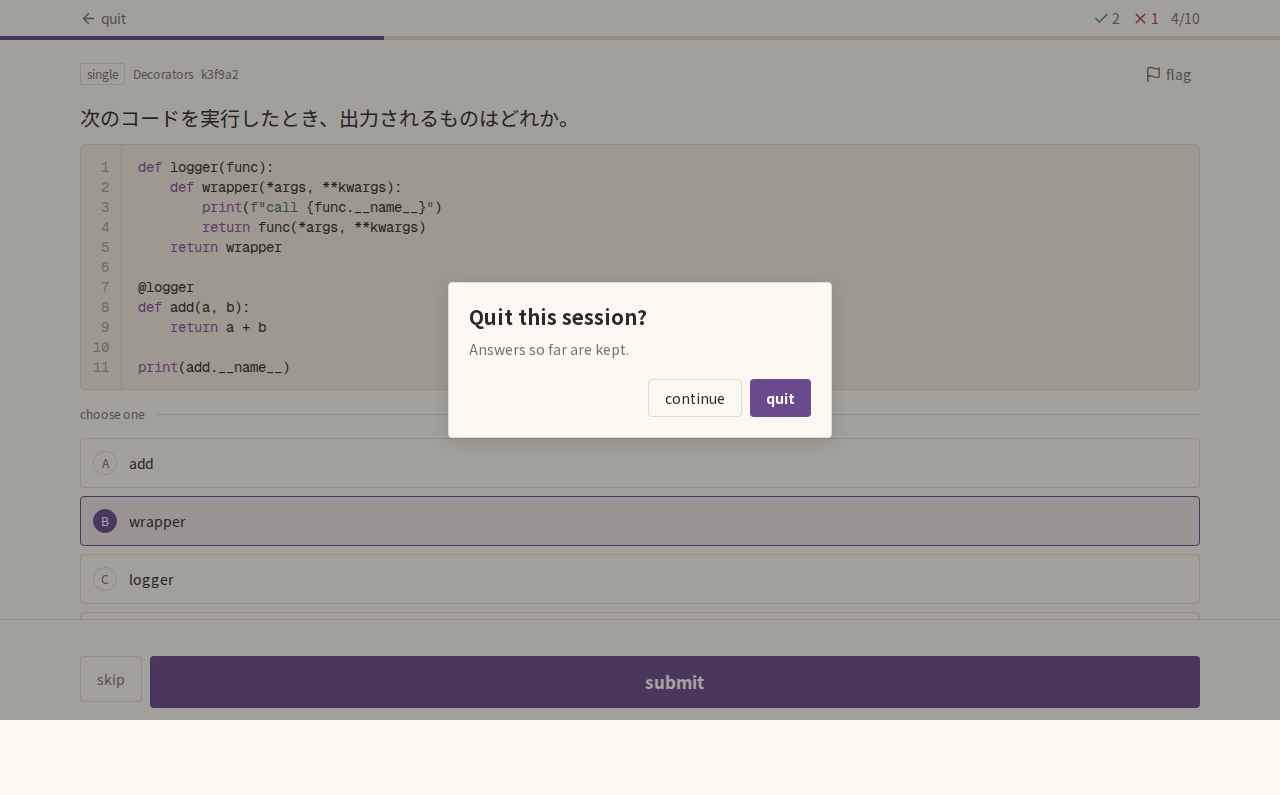 quit
2 1 4/10
single Decorators k3f9a2
flag
次のコードを実行したとき、出力されるものはどれか。
1 def logger(func):
2     def wrapper(*args, **kwargs):
3         print(f"call {func.__name__}")
4         return func(*args, **kwargs)
5     return wrapper
6
7 @logger
8 def add(a, b):
9     return a + b
10
11 print(add.__name__)
Quit this session?
Answers so far are kept.
continue quit
choose one
A add
B wrapper
C logger
skip submit